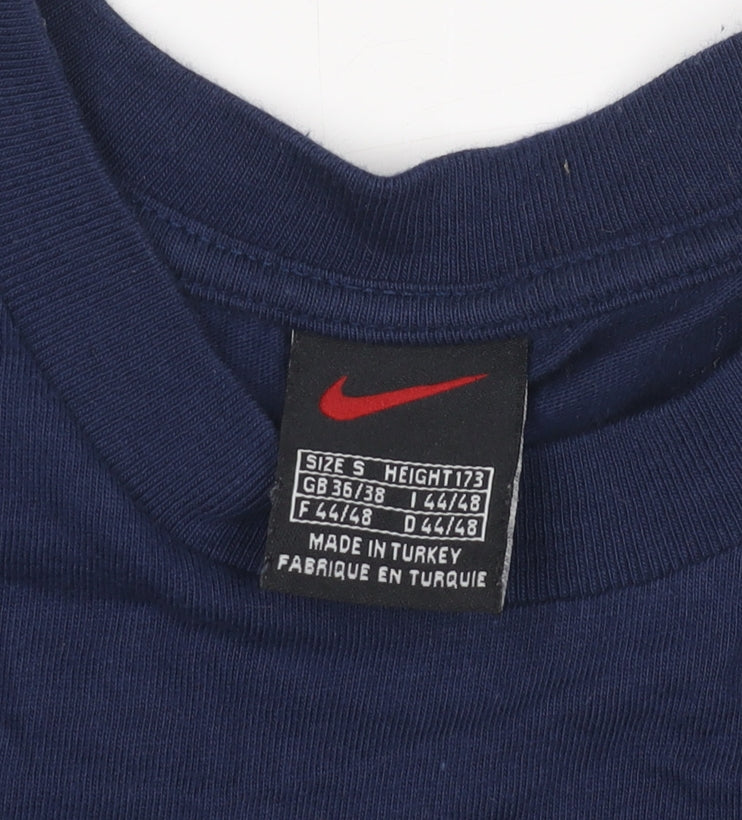 SIZE S HEIGHT 173
GB 36/38 I 44/48
F 44/48 D 44/48
MADE IN TURKEY
FABRIQUE EN TURQUIE